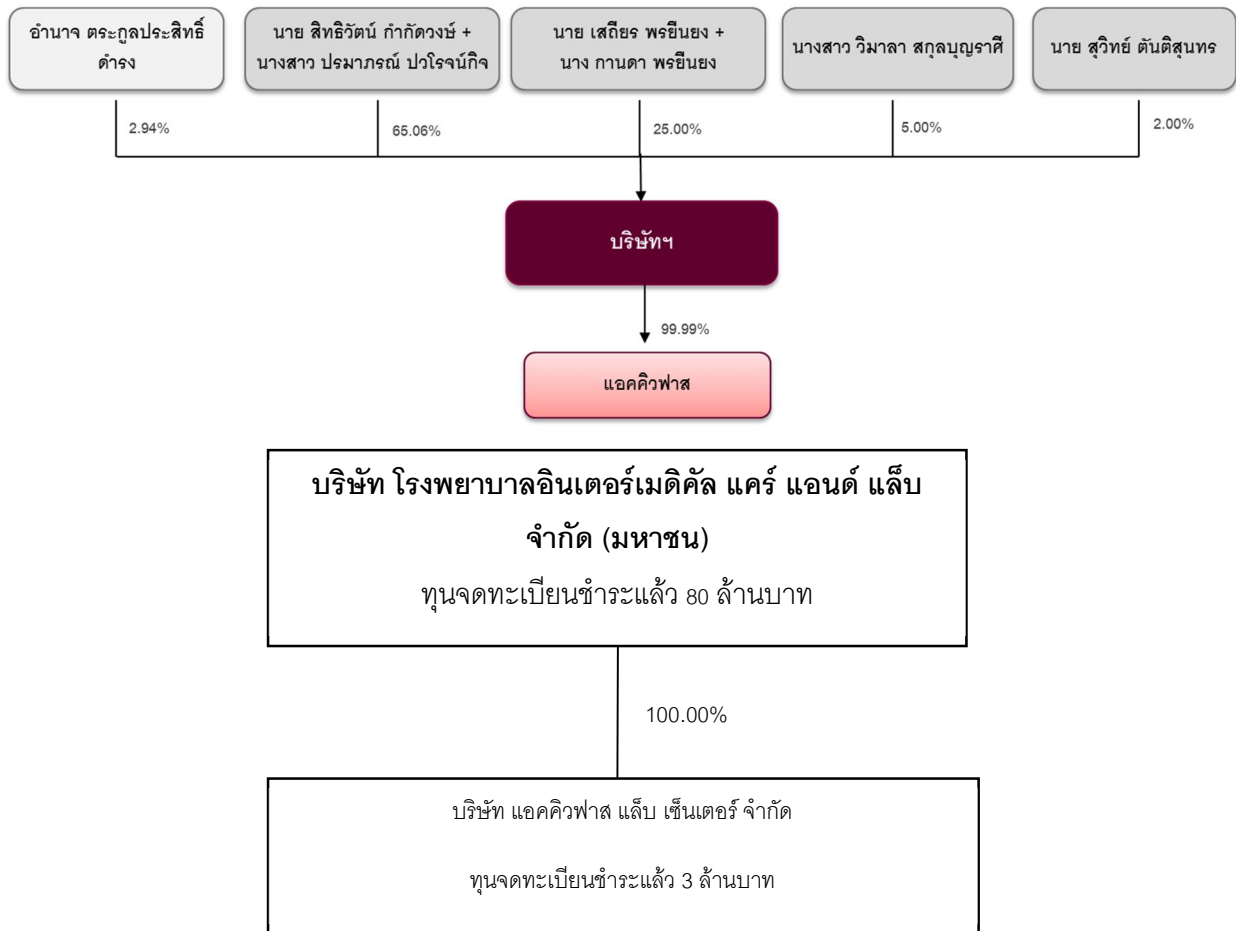 อำนาจ ตระกูลประสิทธิ์
ดำรง
นาย สิทธิวัตน์ กำกัดวงษ์ +
นางสาว ปรมาภรณ์ ปวโรจน์กิจ
นาย เสถียร พรยืนยง +
นาง กานดา พรยืนยง
นางสาว วิมาลา สกุลบุญราศี
นาย สุวิทย์ ตันติสุนทร
2.94%
65.06%
25.00%
5.00%
2.00%
บริษัทฯ
99.99%
แอคคิวฟาส
บริษัท โรงพยาบาลอินเตอร์เมดิคัล แคร์ แอนด์ แล็บ
จำกัด (มหาชน)
ทุนจดทะเบียนชำระแล้ว 80 ล้านบาท
100.00%
บริษัท แอคคิวฟาส แล็บ เซ็นเตอร์ จำกัด
ทุนจดทะเบียนชำระแล้ว 3 ล้านบาท